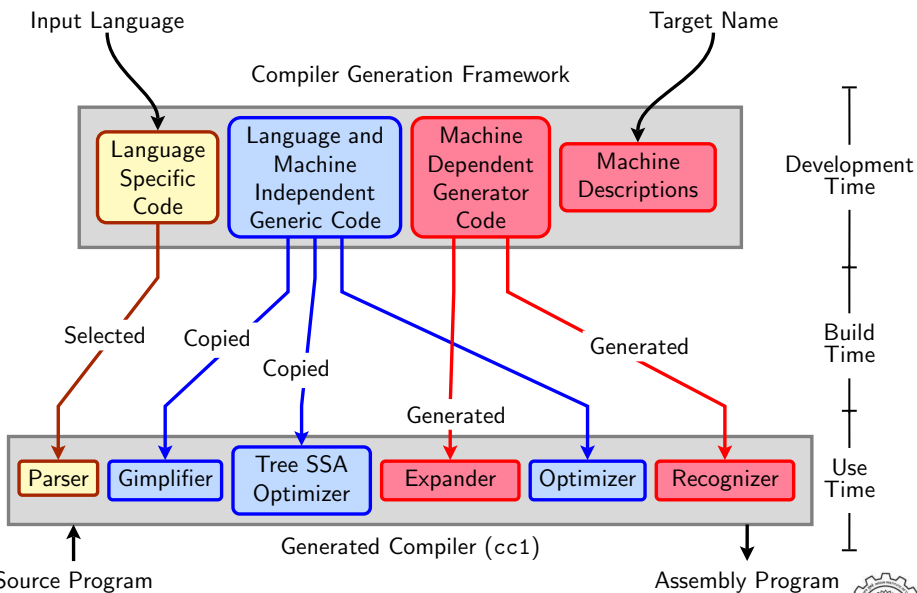 Input Language
Target Name
Compiler Generation Framework
Language
Specific
Code
Language and
Machine
Independent
Generic Code
Machine
Dependent
Generator
Code
Machine
Descriptions
Development
Time
Selected
Copied
Copied
Generated
Generated
Build
Time
Parser
Gimplifier
Tree SSA
Optimizer
Expander
Optimizer
Recognizer
Use
Time
Generated Compiler (cc1)
Source Program
Assembly Program